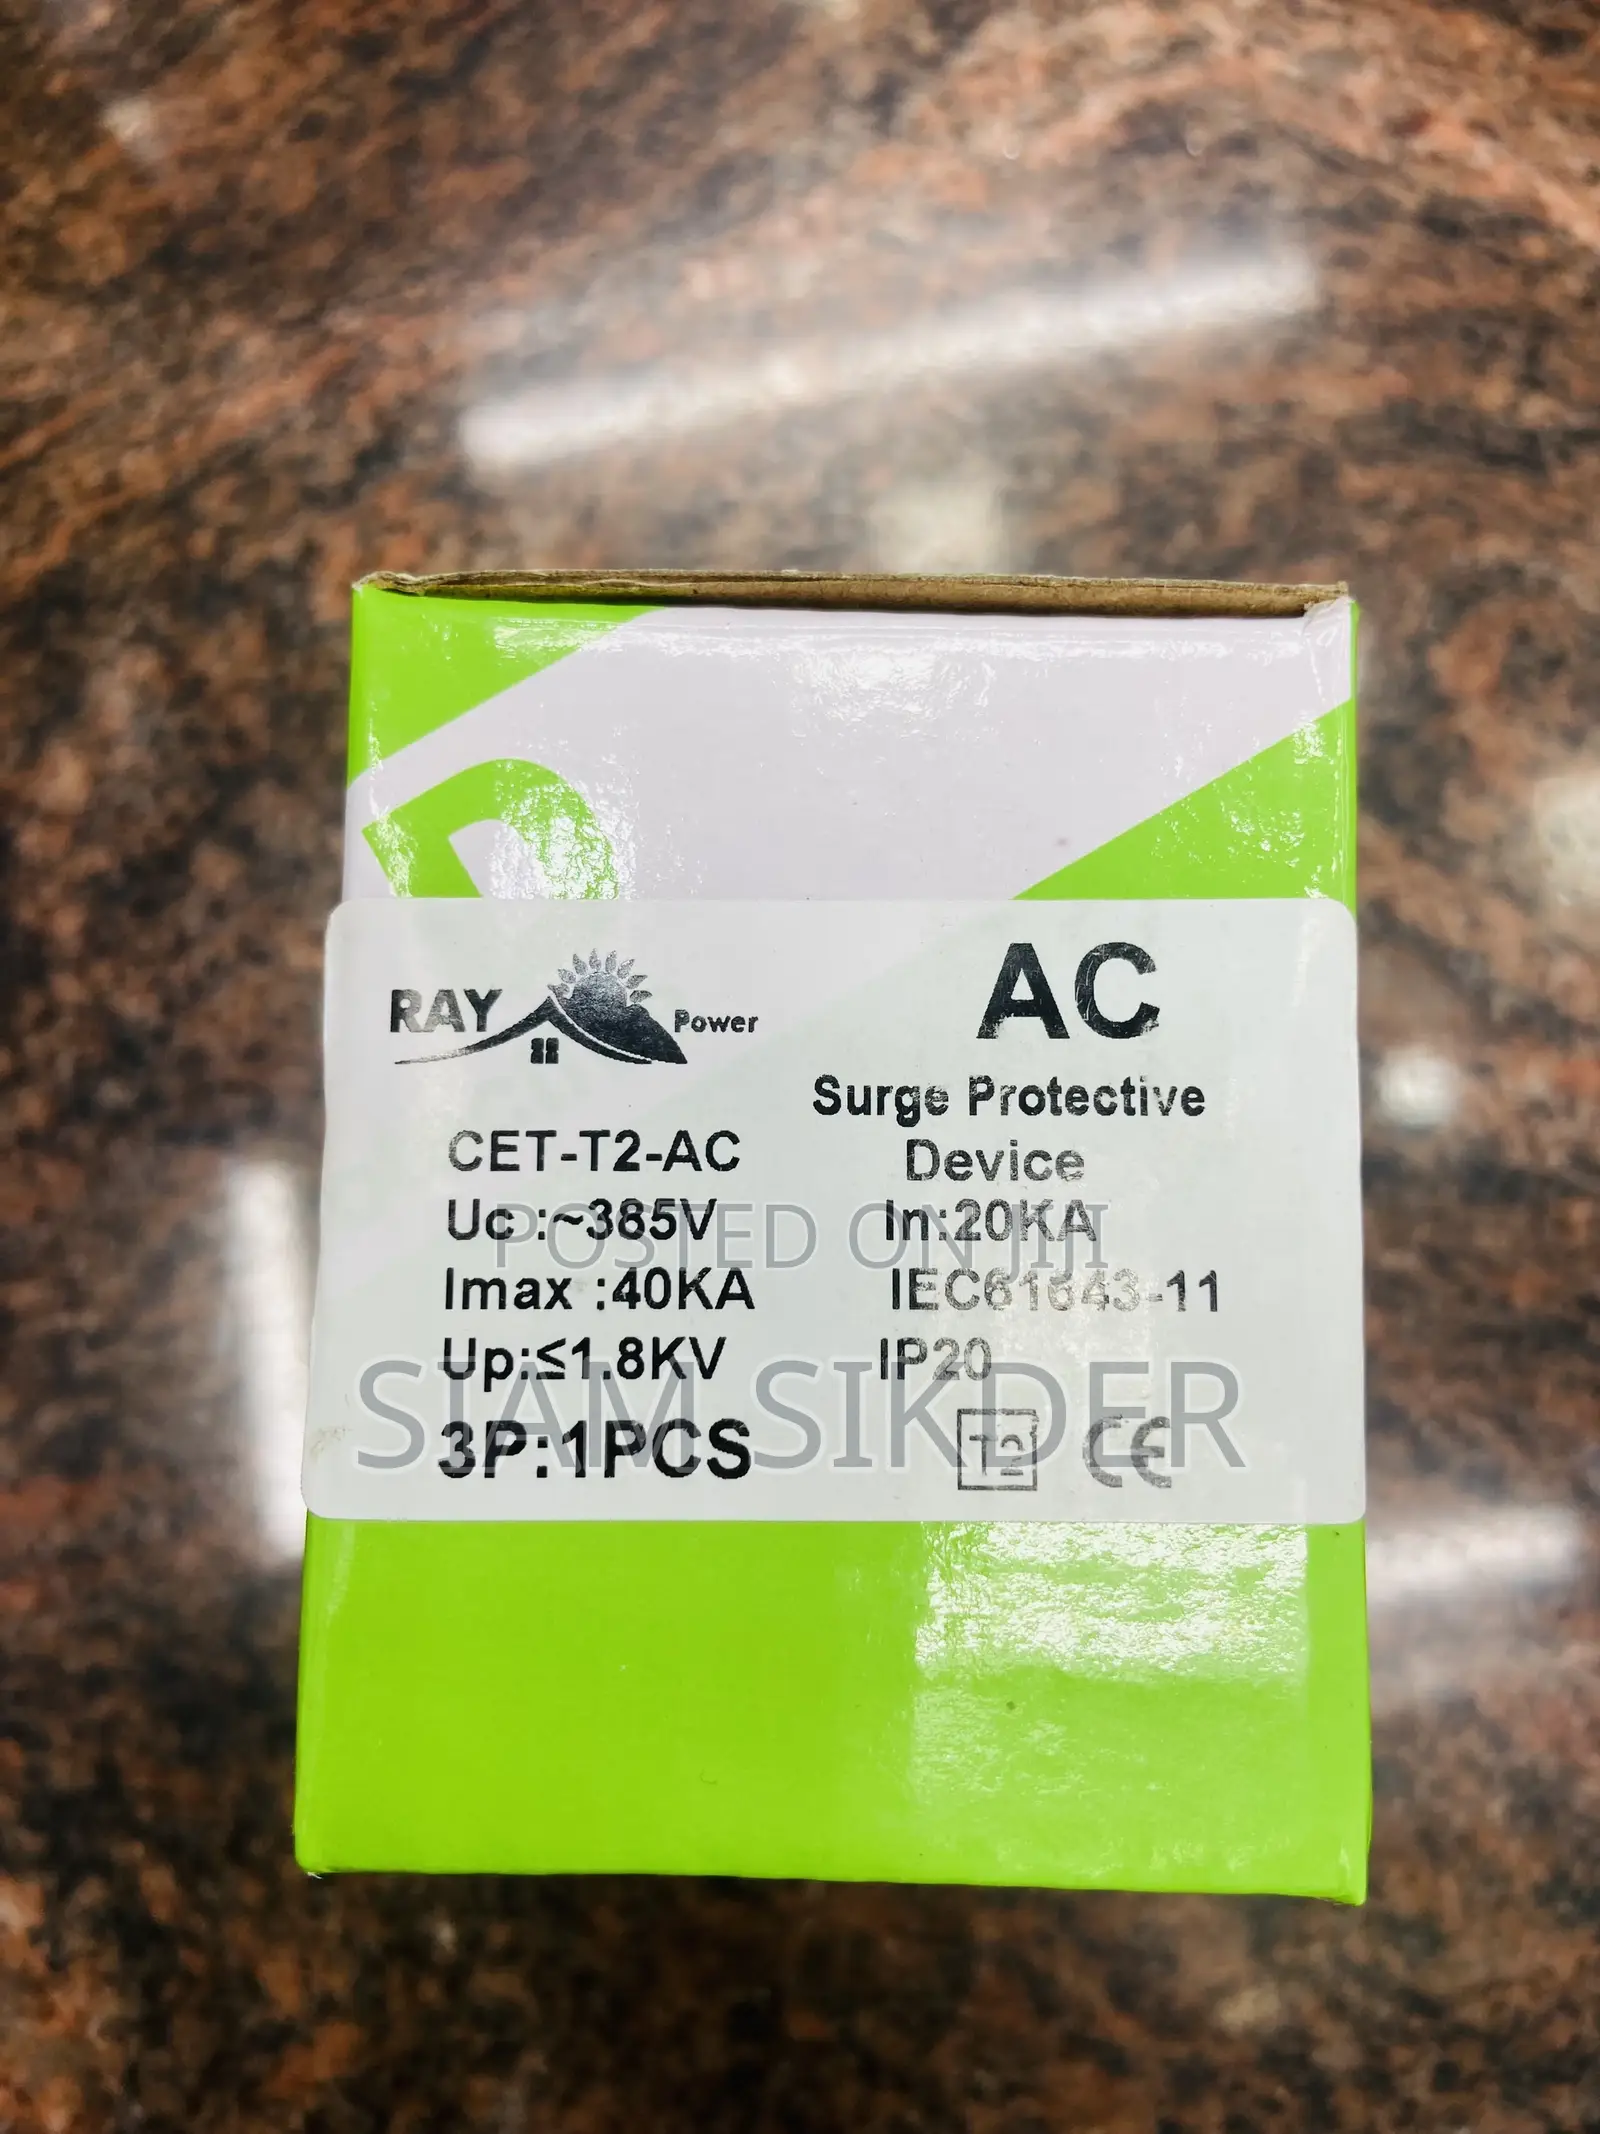 RAY Power
AC
Surge Protective
Device
CET-T2-AC
Uc :~385V
In:20KA
Imax :40KA
IEC61643-11
Up:≤1.8KV
IP20
3P:1PCS
T2 CE
POSTED ON JIJI
SIAM SIKDER